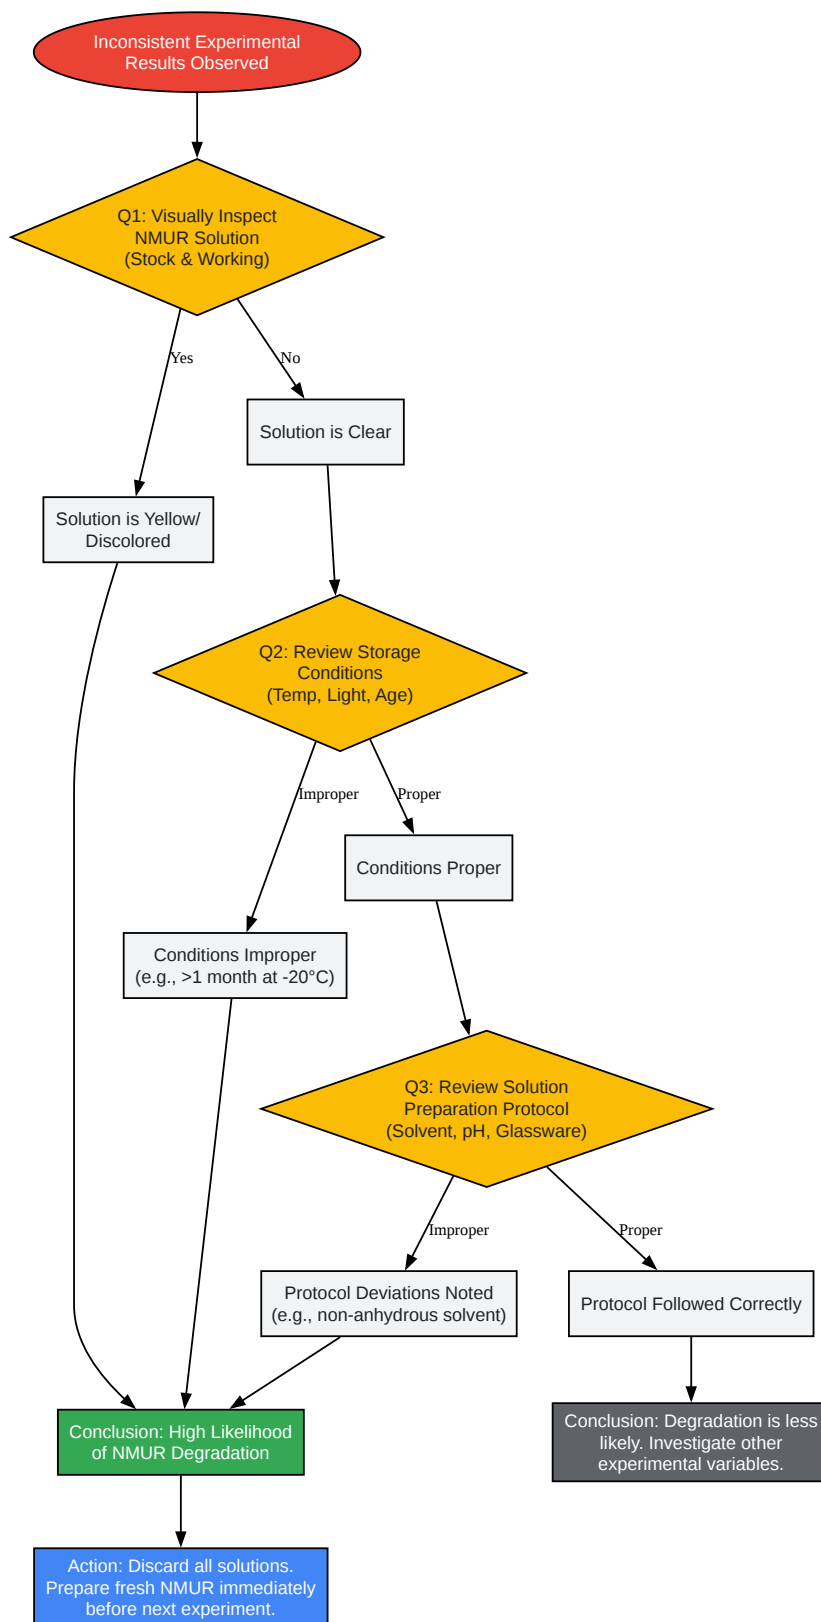 Inconsistent Experimental
Results Observed
Q1: Visually Inspect
NMUR Solution
(Stock & Working)
Yes
No
Solution is Clear
Solution is Yellow/
Discolored
Q2: Review Storage
Conditions
(Temp, Light, Age)
Improper
Proper
Conditions Proper
Conditions Improper
(e.g., >1 month at -20°C)
Q3: Review Solution
Preparation Protocol
(Solvent, pH, Glassware)
Improper
Proper
Protocol Deviations Noted
(e.g., non-anhydrous solvent)
Protocol Followed Correctly
Conclusion: High Likelihood
of NMUR Degradation
Conclusion: Degradation is less
likely. Investigate other
experimental variables.
Action: Discard all solutions.
Prepare fresh NMUR immediately
before next experiment.